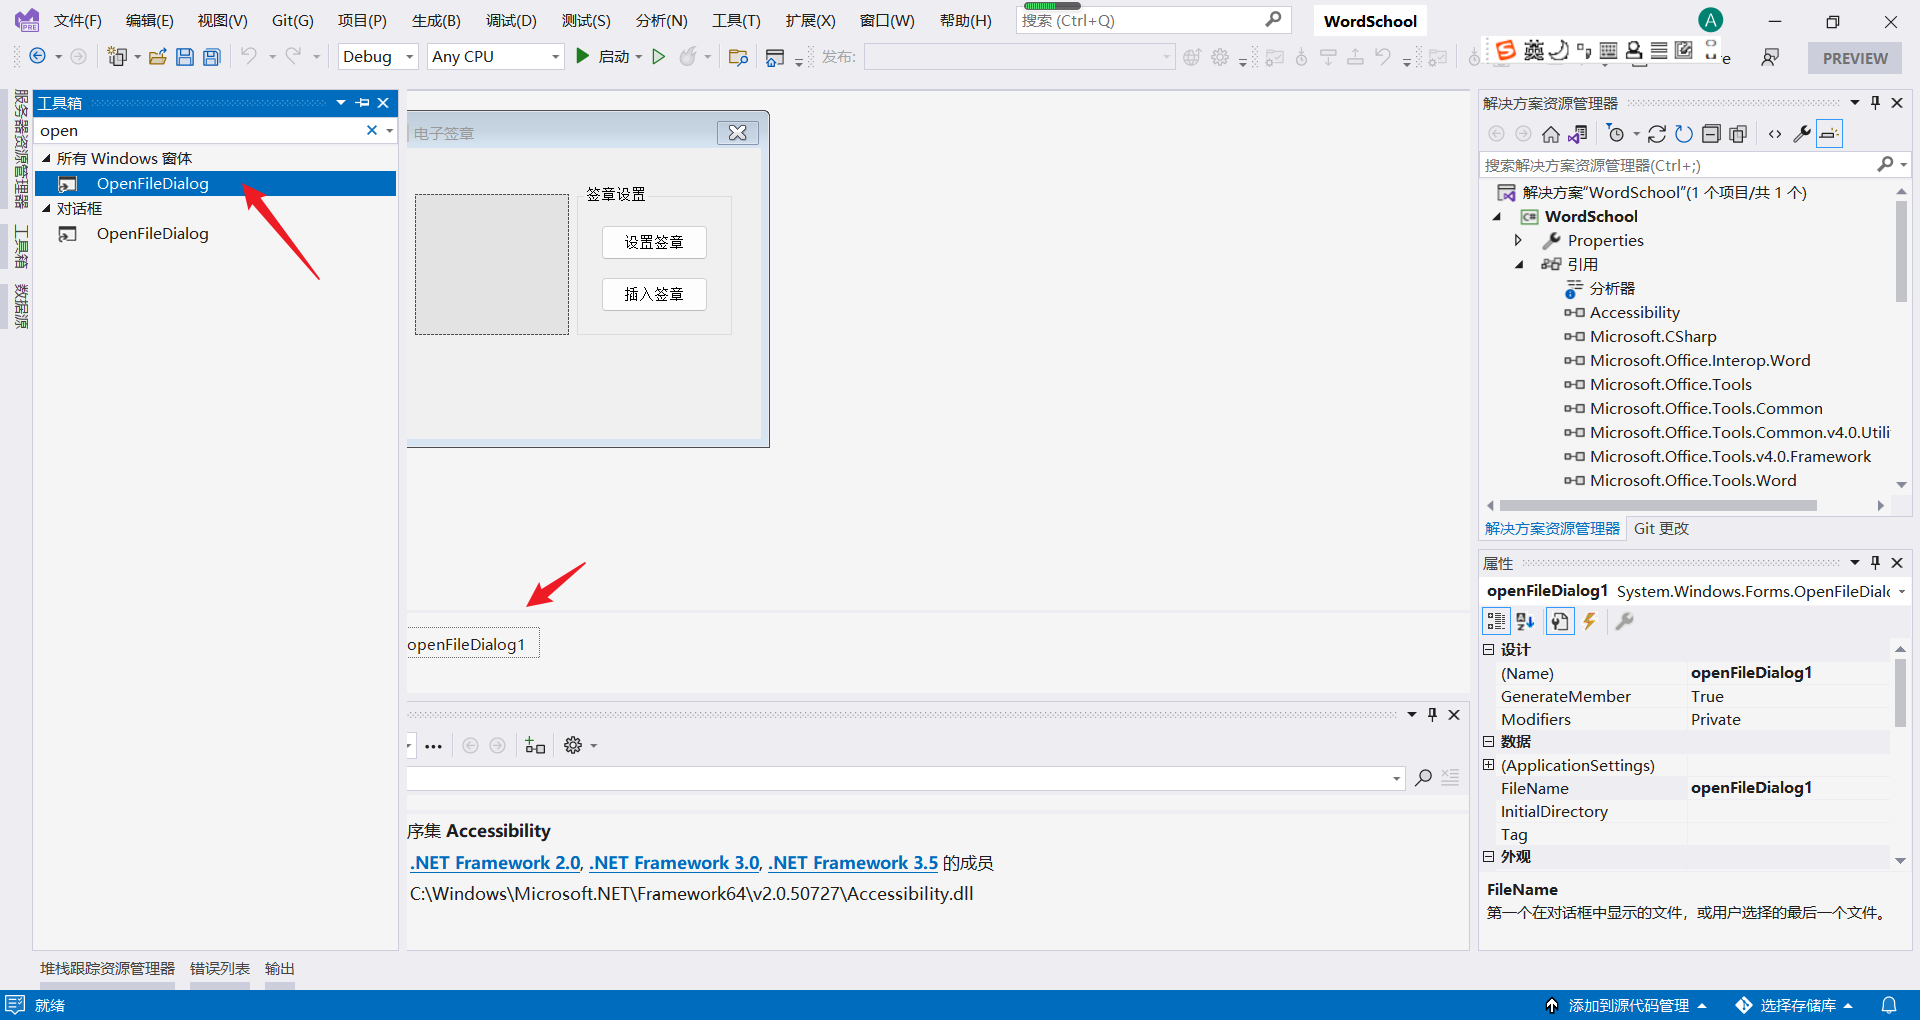 文件(F) 编辑(E) 视图(V) Git(G) 项目(P) 生成(B) 调试(D) 测试(S) 分析(N) 工具(T) 扩展(X) 窗口(W) 帮助(H) 搜索 (Ctrl+Q) WordSchool A
Debug Any CPU 启动 发布: 英 PREVIEW
服务器资源管理器
工具箱
数据源
工具箱
open
所有 Windows 窗体
OpenFileDialog
对话框
OpenFileDialog
电子签章
签章设置
设置签章
插入签章
openFileDialog1
序集 Accessibility
.NET Framework 2.0, .NET Framework 3.0, .NET Framework 3.5 的成员
C:\Windows\Microsoft.NET\Framework64\v2.0.50727\Accessibility.dll
解决方案资源管理器
搜索解决方案资源管理器(Ctrl+;)
解决方案“WordSchool”(1 个项目/共 1 个)
C# WordSchool
Properties
引用
分析器
Accessibility
Microsoft.CSharp
Microsoft.Office.Interop.Word
Microsoft.Office.Tools
Microsoft.Office.Tools.Common
Microsoft.Office.Tools.Common.v4.0.Utili
Microsoft.Office.Tools.v4.0.Framework
Microsoft.Office.Tools.Word
解决方案资源管理器 Git 更改
属性
openFileDialog1 System.Windows.Forms.OpenFileDialo
设计
(Name) openFileDialog1
GenerateMember True
Modifiers Private
数据
(ApplicationSettings)
FileName openFileDialog1
InitialDirectory
Tag
外观
FileName
第一个在对话框中显示的文件，或用户选择的最后一个文件。
堆栈跟踪资源管理器 错误列表 输出
就绪 添加到源代码管理 选择存储库